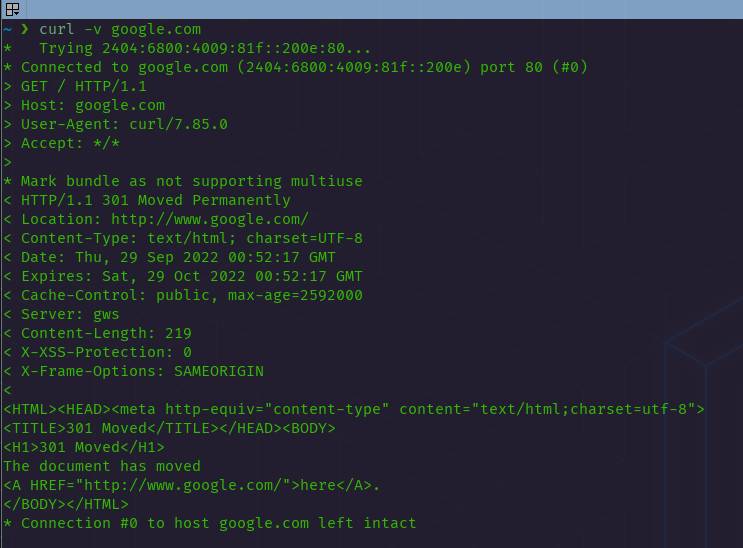 ~ ❯ curl -v google.com
*   Trying 2404:6800:4009:81f::200e:80...
* Connected to google.com (2404:6800:4009:81f::200e) port 80 (#0)
> GET / HTTP/1.1
> Host: google.com
> User-Agent: curl/7.85.0
> Accept: */*
>
* Mark bundle as not supporting multiuse
< HTTP/1.1 301 Moved Permanently
< Location: http://www.google.com/
< Content-Type: text/html; charset=UTF-8
< Date: Thu, 29 Sep 2022 00:52:17 GMT
< Expires: Sat, 29 Oct 2022 00:52:17 GMT
< Cache-Control: public, max-age=2592000
< Server: gws
< Content-Length: 219
< X-XSS-Protection: 0
< X-Frame-Options: SAMEORIGIN
<
<HTML><HEAD><meta http-equiv="content-type" content="text/html;charset=utf-8">
<TITLE>301 Moved</TITLE></HEAD><BODY>
<H1>301 Moved</H1>
The document has moved
<A HREF="http://www.google.com/">here</A>.
</BODY></HTML>
* Connection #0 to host google.com left intact